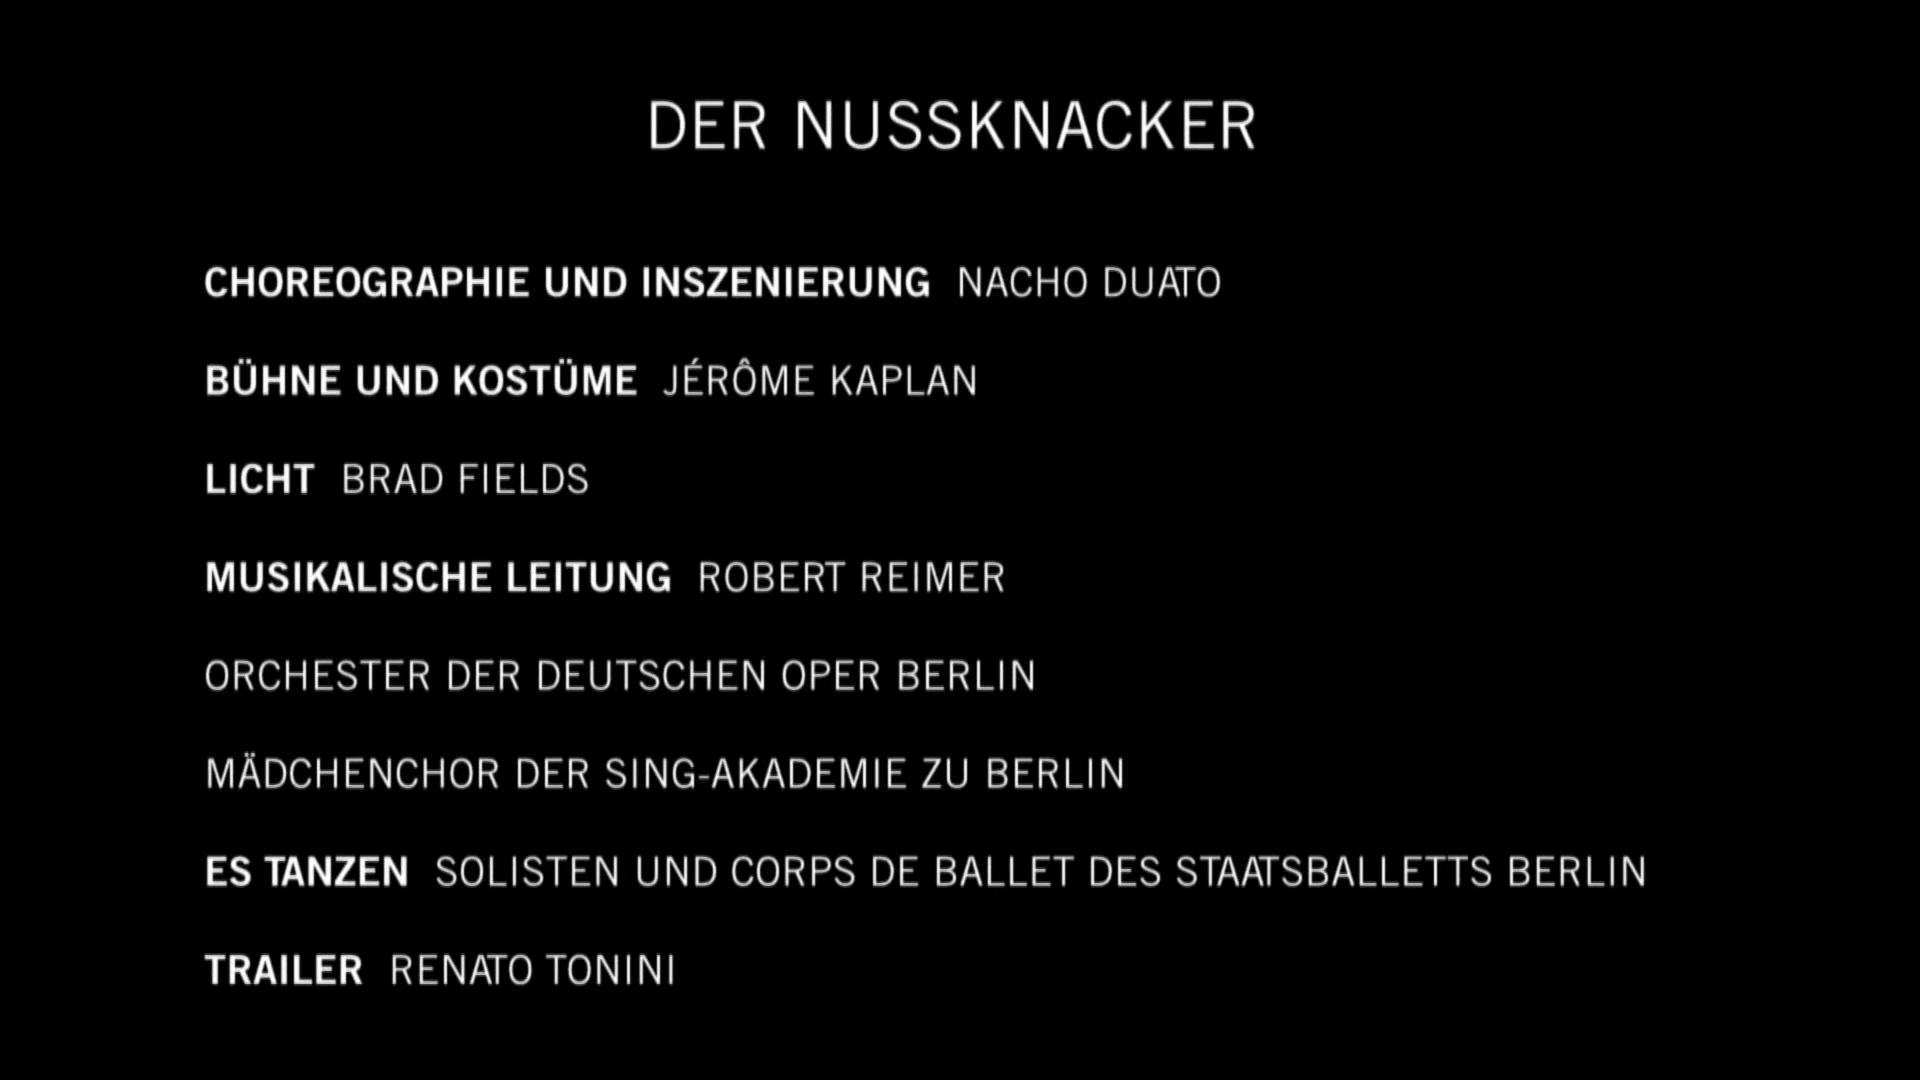 DER NUSSKNACKER
CHOREOGRAPHIE UND INSZENIERUNG NACHO DUATO
BÜHNE UND KOSTÜME JÉRÔME KAPLAN
LICHT BRAD FIELDS
MUSIKALISCHE LEITUNG ROBERT REIMER
ORCHESTER DER DEUTSCHEN OPER BERLIN
MÄDCHENCHOR DER SING-AKADEMIE ZU BERLIN
ES TANZEN SOLISTEN UND CORPS DE BALLET DES STAATSBALLETTS BERLIN
TRAILER RENATO TONINI